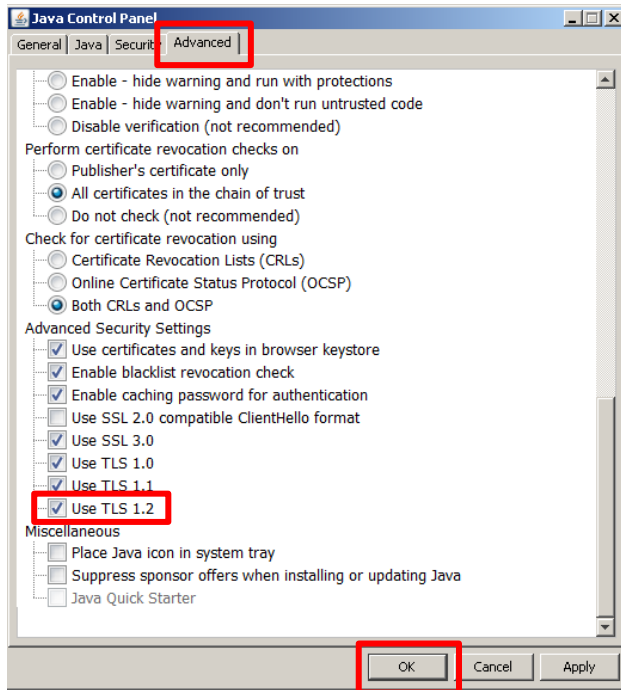 Java Control Panel
General Java Security Advanced
Enable - hide warning and run with protections
Enable - hide warning and don't run untrusted code
Disable verification (not recommended)
Perform certificate revocation checks on
Publisher's certificate only
All certificates in the chain of trust
Do not check (not recommended)
Check for certificate revocation using
Certificate Revocation Lists (CRLs)
Online Certificate Status Protocol (OCSP)
Both CRLs and OCSP
Advanced Security Settings
Use certificates and keys in browser keystore
Enable blacklist revocation check
Enable caching password for authentication
Use SSL 2.0 compatible ClientHello format
Use SSL 3.0
Use TLS 1.0
Use TLS 1.1
Use TLS 1.2
Miscellaneous
Place Java icon in system tray
Suppress sponsor offers when installing or updating Java
Java Quick Starter
OK Cancel Apply